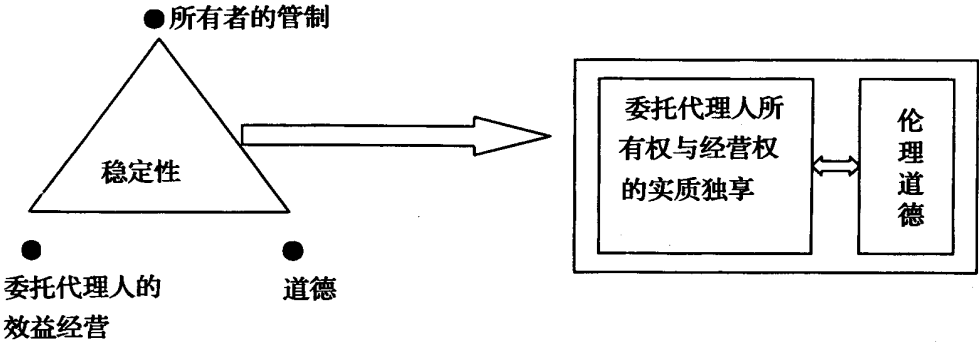 所有者的管制
稳定性
委托代理人的
效益经营
道德
委托代理人所
有权与经营权
的实质独享
伦
理
道
德